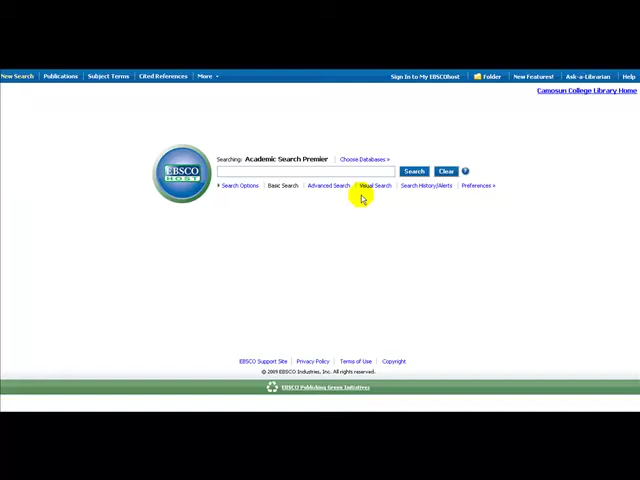 New Search Publications Subject Terms Cited References More Sign In to My EBSCOhost Folder New Features! Ask-a-Librarian Help
Camosun College Library Home
Searching: Academic Search Premier Choose Databases »
EBSCO
HOST
Search Clear ?
Search Options Basic Search Advanced Search Visual Search Search History/Alerts Preferences »
EBSCO Support Site Privacy Policy Terms of Use Copyright
© 2009 EBSCO Industries, Inc. All rights reserved.
EBSCO Publishing Green Initiatives